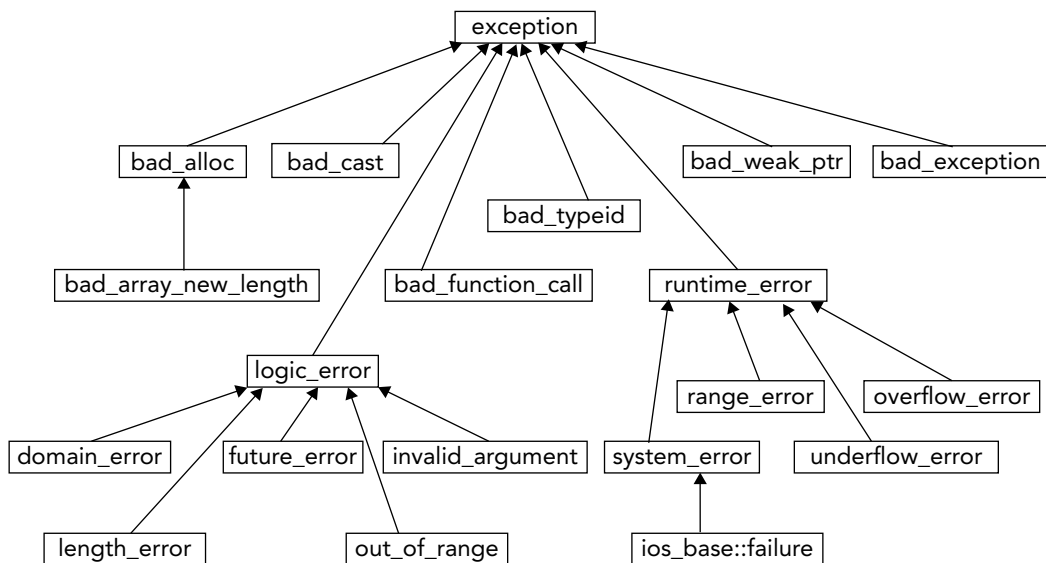 exception
bad_alloc
bad_cast
bad_weak_ptr
bad_exception
bad_typeid
bad_array_new_length
bad_function_call
runtime_error
logic_error
range_error
overflow_error
domain_error
future_error
invalid_argument
system_error
underflow_error
length_error
out_of_range
ios_base::failure